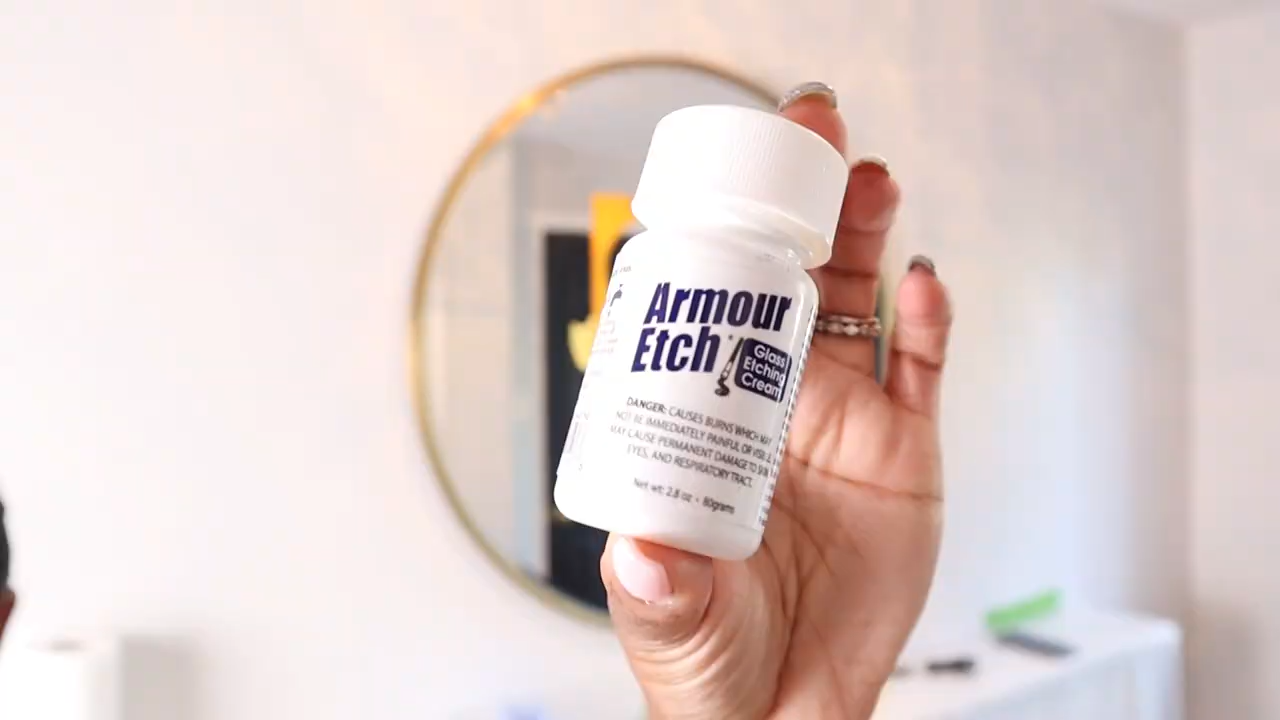 Armour
Etch
Glass
Etching
Cream
DANGER: CAUSES BURNS WHICH MAY
NOT BE IMMEDIATELY PAINFUL OR VISIBLE.
MAY CAUSE PERMANENT DAMAGE TO SKIN
EYES, AND RESPIRATORY TRACT.
Net wt: 2.8 oz • 80grams